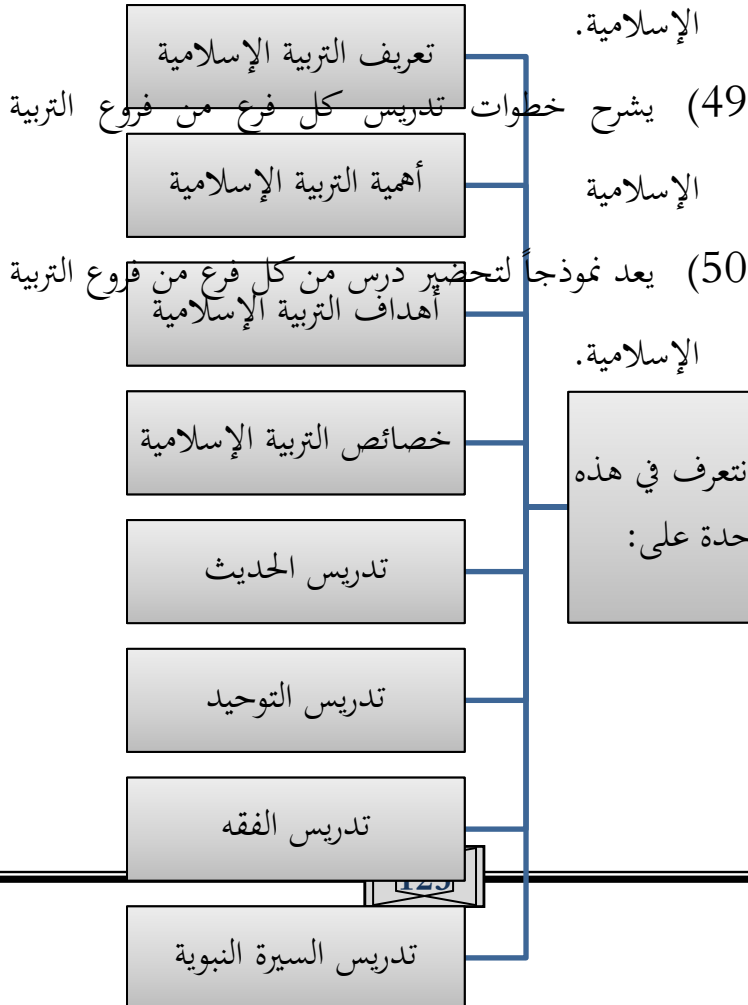 الإسلامية.
تعريف التربية الإسلامية
49) يشرح خطوات تدريس كل فرع من فروع التربية
الإسلامية
أهمية التربية الإسلامية
50) يعد نموذجاً لتحضير درس من كل فرع من فروع التربية
أهداف التربية الإسلامية
الإسلامية.
نتعرف في هذه
حدة على:
خصائص التربية الإسلامية
تدريس الحديث
تدريس التوحيد
تدريس الفقه
تدريس السيرة النبوية